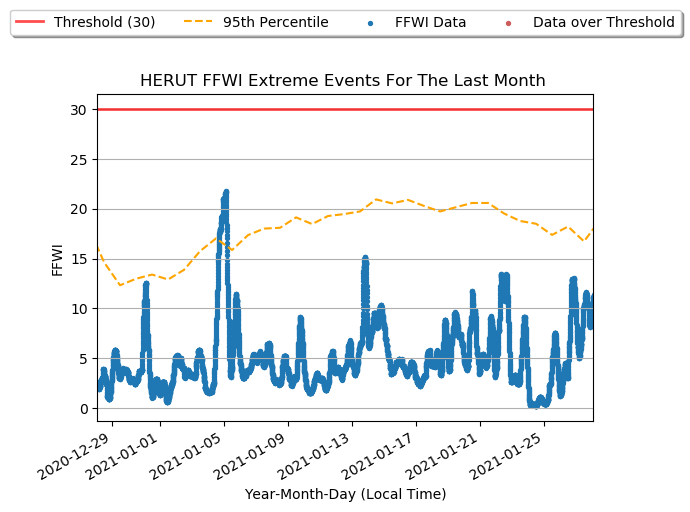 Threshold (30) 95th Percentile FFWI Data Data over Threshold
HERUT FFWI Extreme Events For The Last Month
30
25
20
15
10
5
0
FFWI
2020-12-29 2021-01-01 2021-01-05 2021-01-09 2021-01-13 2021-01-17 2021-01-21 2021-01-25
Year-Month-Day (Local Time)